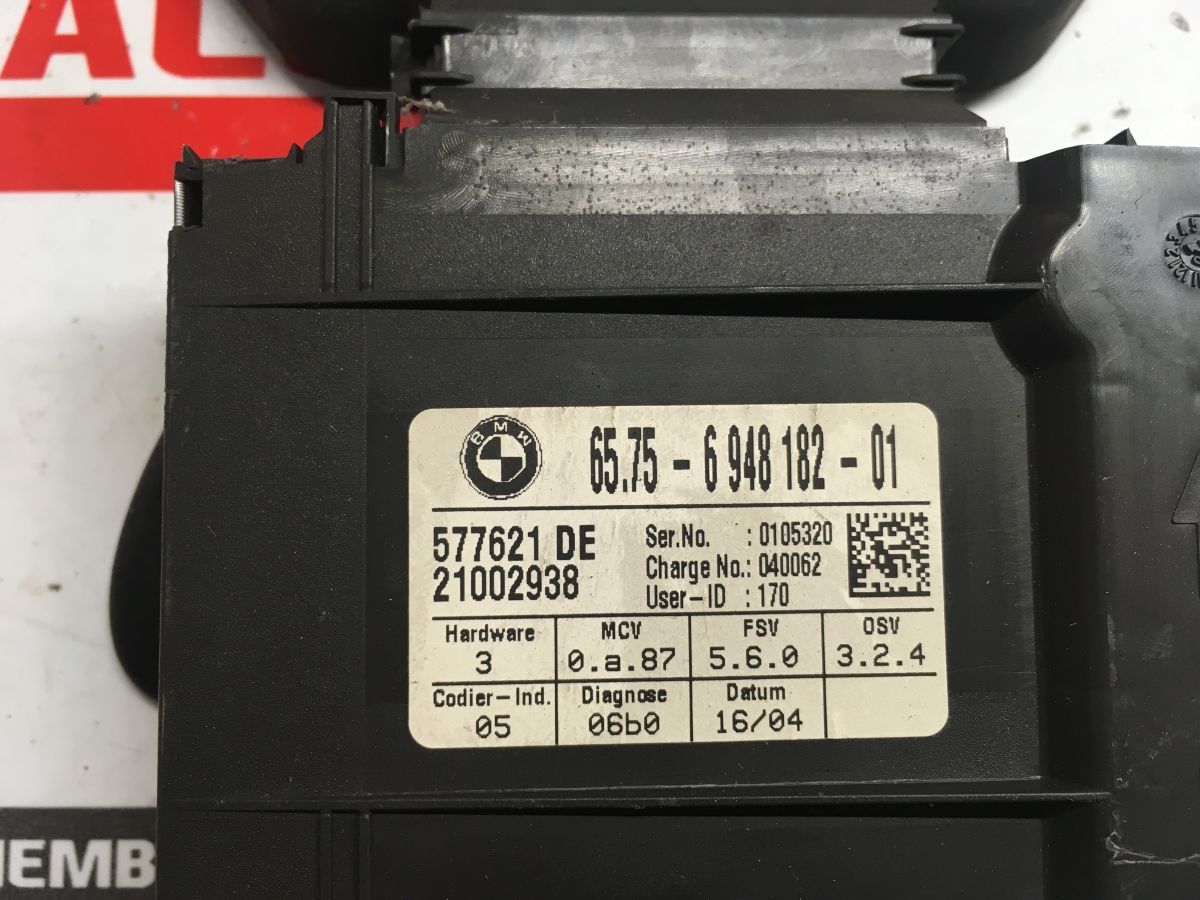 AC
BMW
65.75 - 6 948 182 - 01
577621 DE
21002938
Ser.No. : 0105320
Charge No.: 040062
User-ID : 170
Hardware MCV FSV OSV
3 0.a.87 5.6.0 3.2.4
Codier-Ind. Diagnose Datum
05 06b0 16/04
EMB